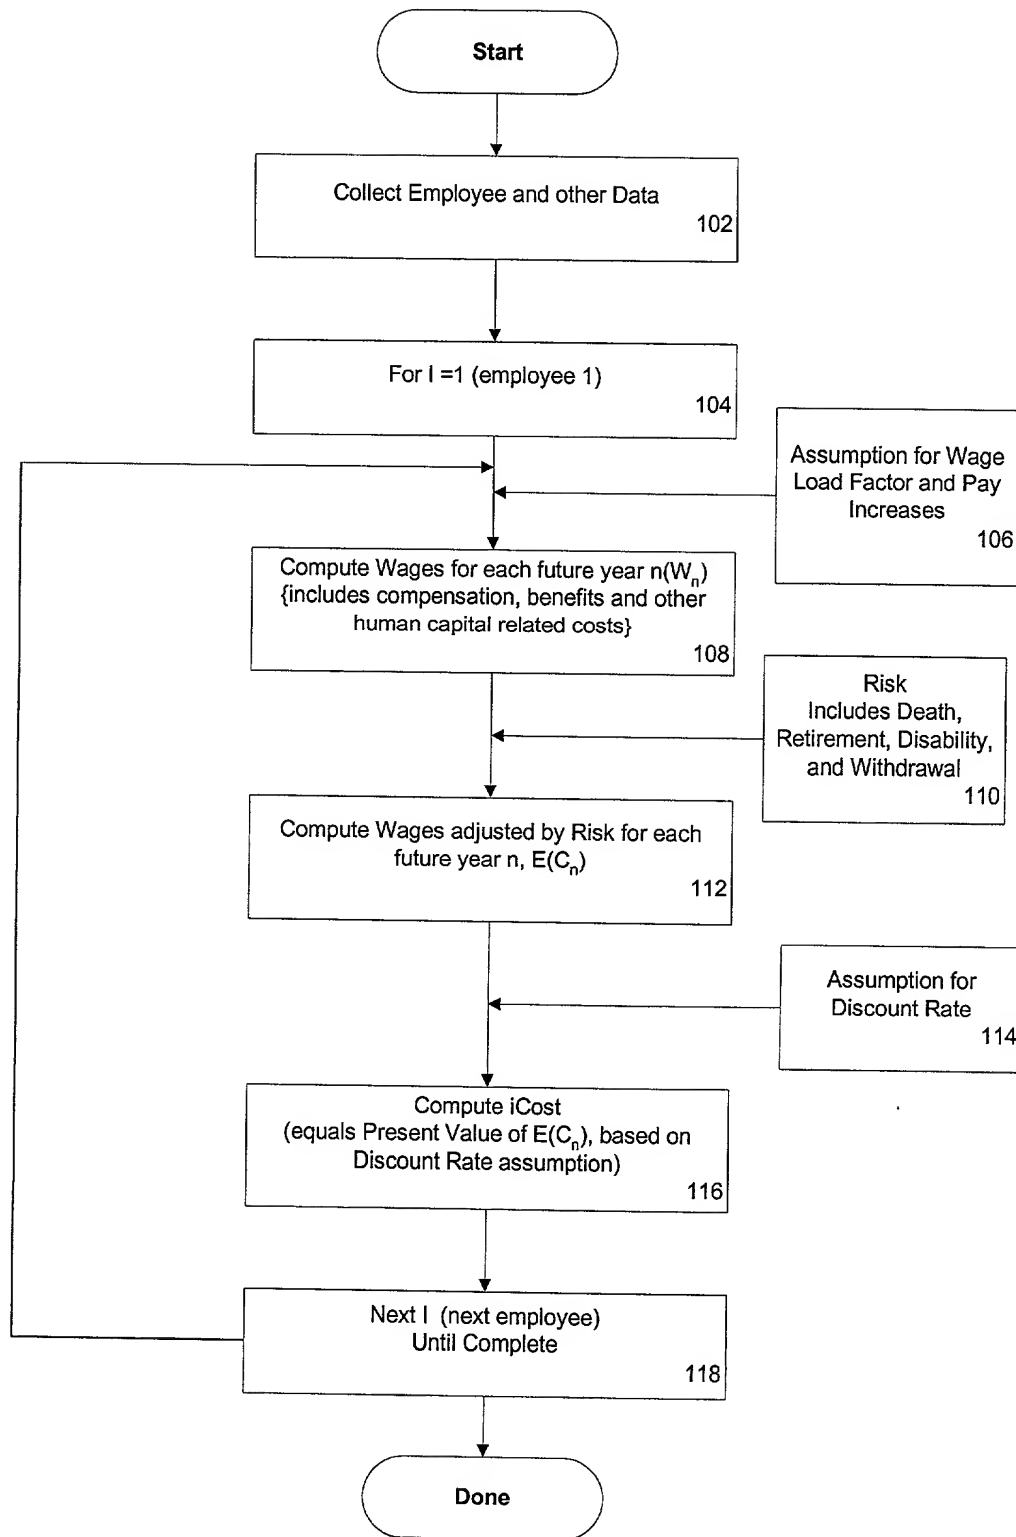 Start
Collect Employee and other Data
102
For I =1 (employee 1)
104
Assumption for Wage
Load Factor and Pay
Increases
106
Compute Wages for each future year n(Wn)
{includes compensation, benefits and other
human capital related costs}
108
Risk
Includes Death,
Retirement, Disability,
and Withdrawal
110
Compute Wages adjusted by Risk for each
future year n, E(Cn)
112
Assumption for
Discount Rate
114
Compute iCost
(equals Present Value of E(Cn), based on
Discount Rate assumption)
116
Next I (next employee)
Until Complete
118
Done